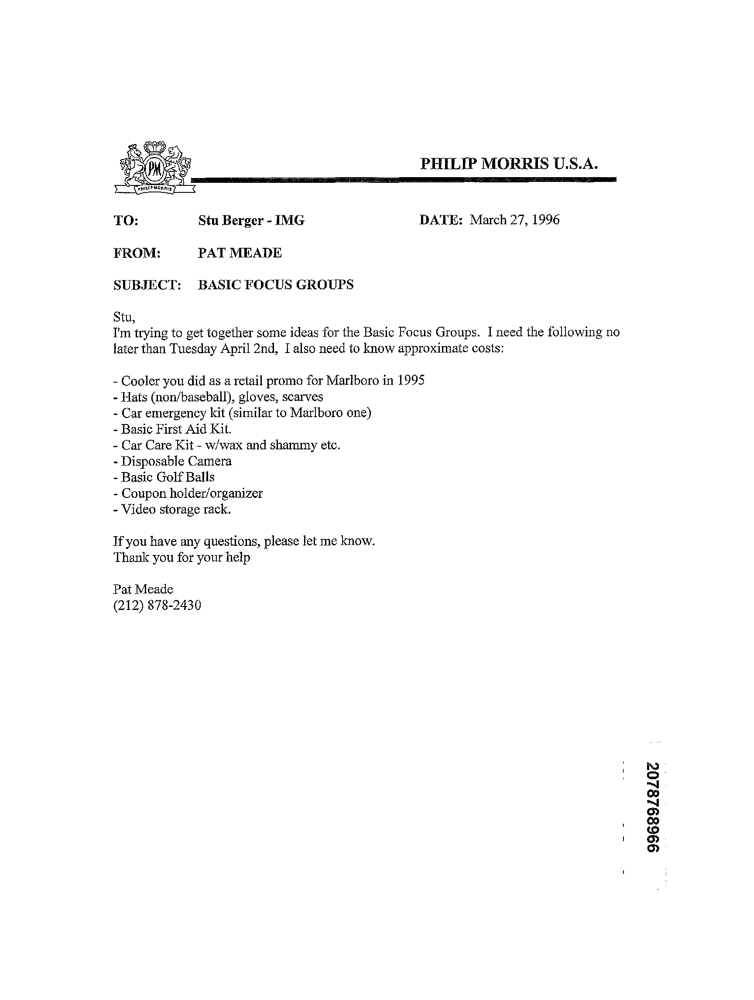 PM
PHILIP MORRIS
PHILIP MORRIS U.S.A.
TO: Stu Berger - IMG DATE: March 27, 1996
FROM: PAT MEADE
SUBJECT: BASIC FOCUS GROUPS
Stu,
I'm trying to get together some ideas for the Basic Focus Groups. I need the following no
later than Tuesday April 2nd, I also need to know approximate costs:
- Cooler you did as a retail promo for Marlboro in 1995
- Hats (non/baseball), gloves, scarves
- Car emergency kit (similar to Marlboro one)
- Basic First Aid Kit.
- Car Care Kit - w/wax and shammy etc.
- Disposable Camera
- Basic Golf Balls
- Coupon holder/organizer
- Video storage rack.
If you have any questions, please let me know.
Thank you for your help
Pat Meade
(212) 878-2430
2078768966